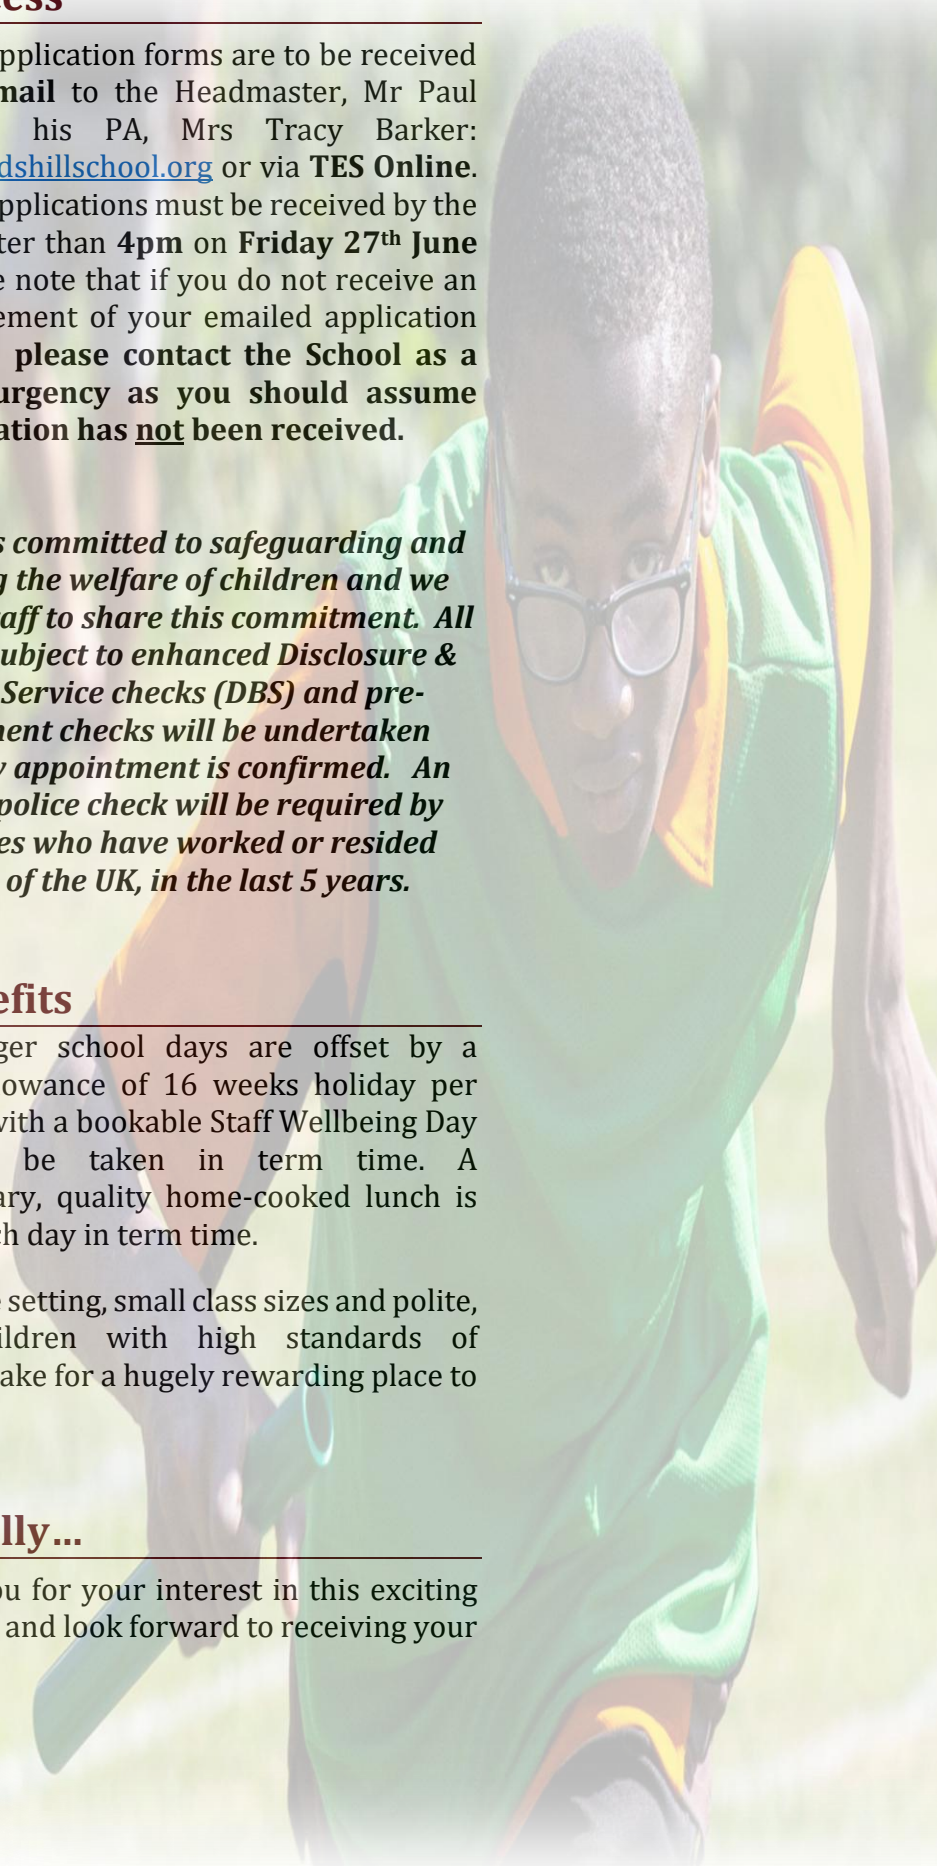 ess
pplication forms are to be received
mail to the Headmaster, Mr Paul
his PA, Mrs Tracy Barker:
dshillschool.org or via TES Online.
pplications must be received by the
ter than 4pm on Friday 27th June
e note that if you do not receive an
ement of your emailed application
please contact the School as a
urgency as you should assume
ation has not been received.
s committed to safeguarding and
g the welfare of children and we
aff to share this commitment. All
ubject to enhanced Disclosure &
Service checks (DBS) and pre-
ent checks will be undertaken
y appointment is confirmed. An
police check will be required by
es who have worked or resided
of the UK, in the last 5 years.
efits
ger school days are offset by a
owance of 16 weeks holiday per
with a bookable Staff Wellbeing Day
be taken in term time. A
ary, quality home-cooked lunch is
ch day in term time.
e setting, small class sizes and polite,
ildren with high standards of
ake for a hugely rewarding place to
lly...
ou for your interest in this exciting
and look forward to receiving your